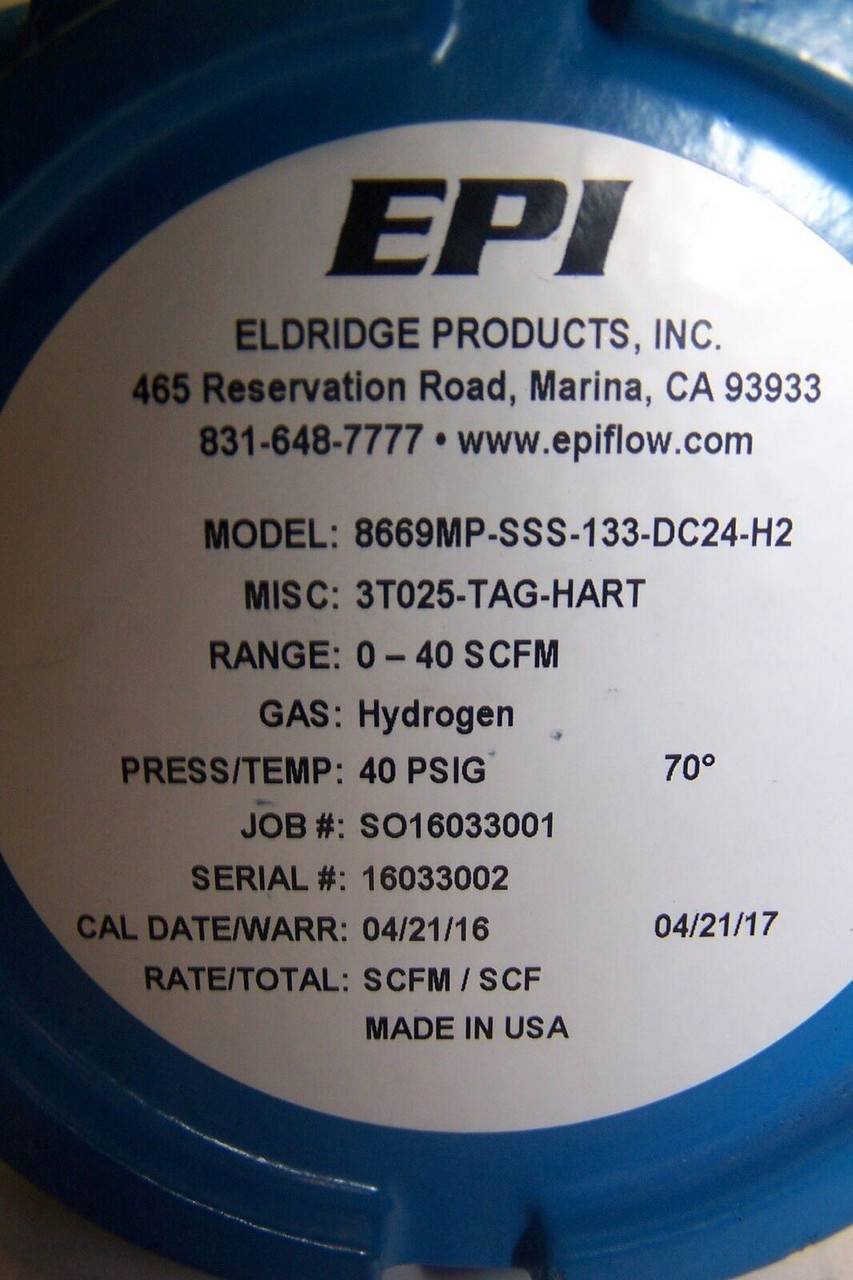 EPI
ELDRIDGE PRODUCTS, INC.
465 Reservation Road, Marina, CA 93933
831-648-7777 • www.epiflow.com
MODEL: 8669MP-SSS-133-DC24-H2
MISC: 3T025-TAG-HART
RANGE: 0 – 40 SCFM
GAS: Hydrogen
PRESS/TEMP: 40 PSIG 70°
JOB #: SO16033001
SERIAL #: 16033002
CAL DATE/WARR: 04/21/16 04/21/17
RATE/TOTAL: SCFM / SCF
MADE IN USA